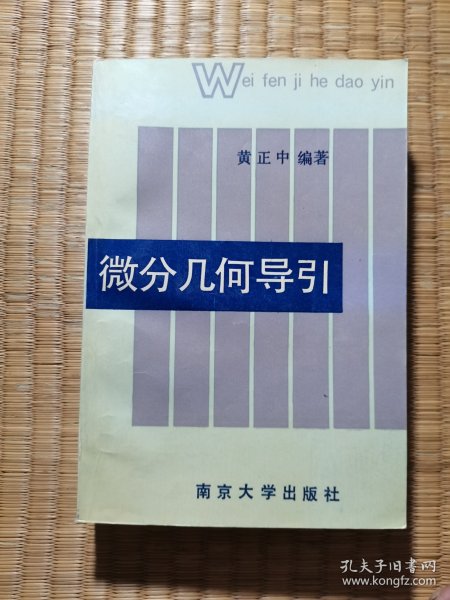 Wei fen ji he dao yin
黄正中 编著
微分几何导引
南京大学出版社
孔夫子旧书网
www.kongfz.com